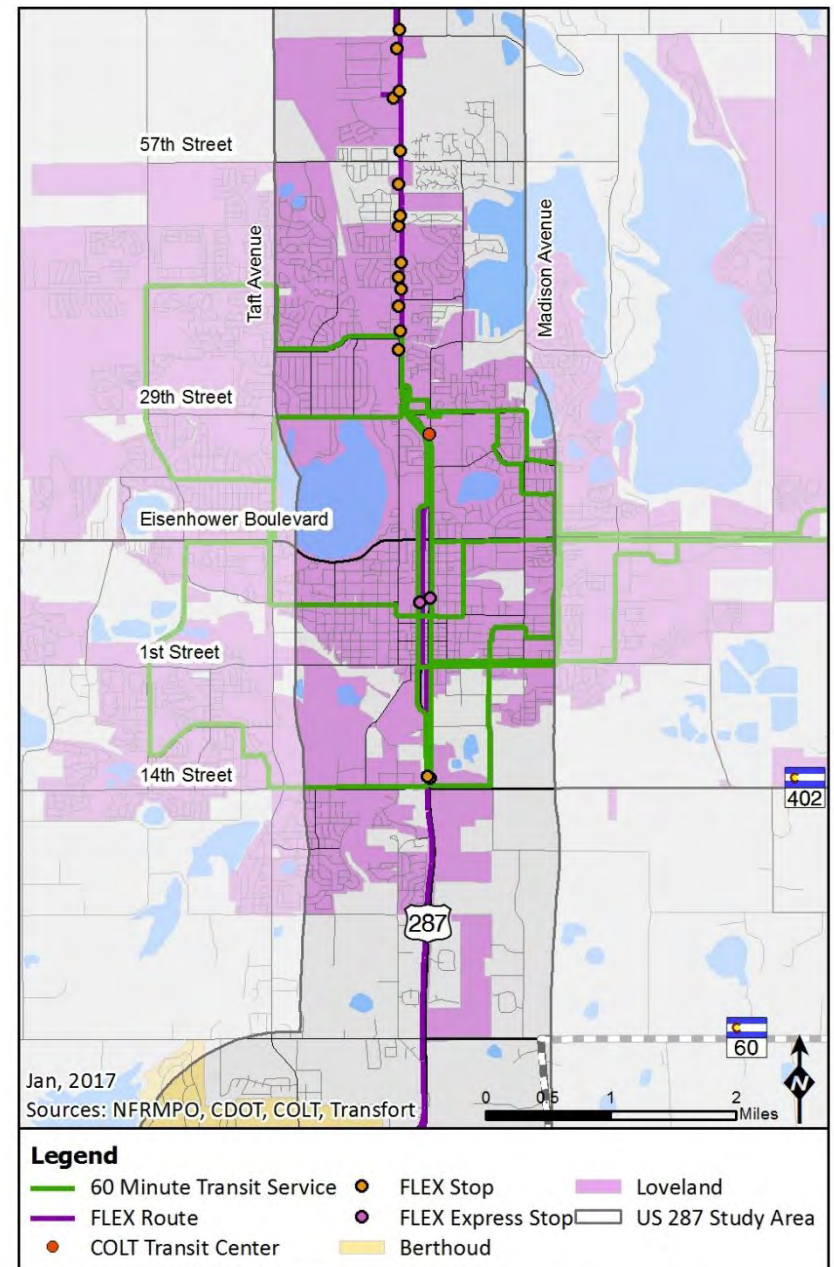 57th Street
Taft Avenue
Madison Avenue
29th Street
Eisenhower Boulevard
1st Street
14th Street
402
287
60
Jan, 2017
Sources: NFRMPO, CDOT, COLT, Transfort
0 0.5 1 2
Miles
N
Legend
60 Minute Transit Service
FLEX Stop
Loveland
FLEX Route
FLEX Express Stop
US 287 Study Area
COLT Transit Center
Berthoud